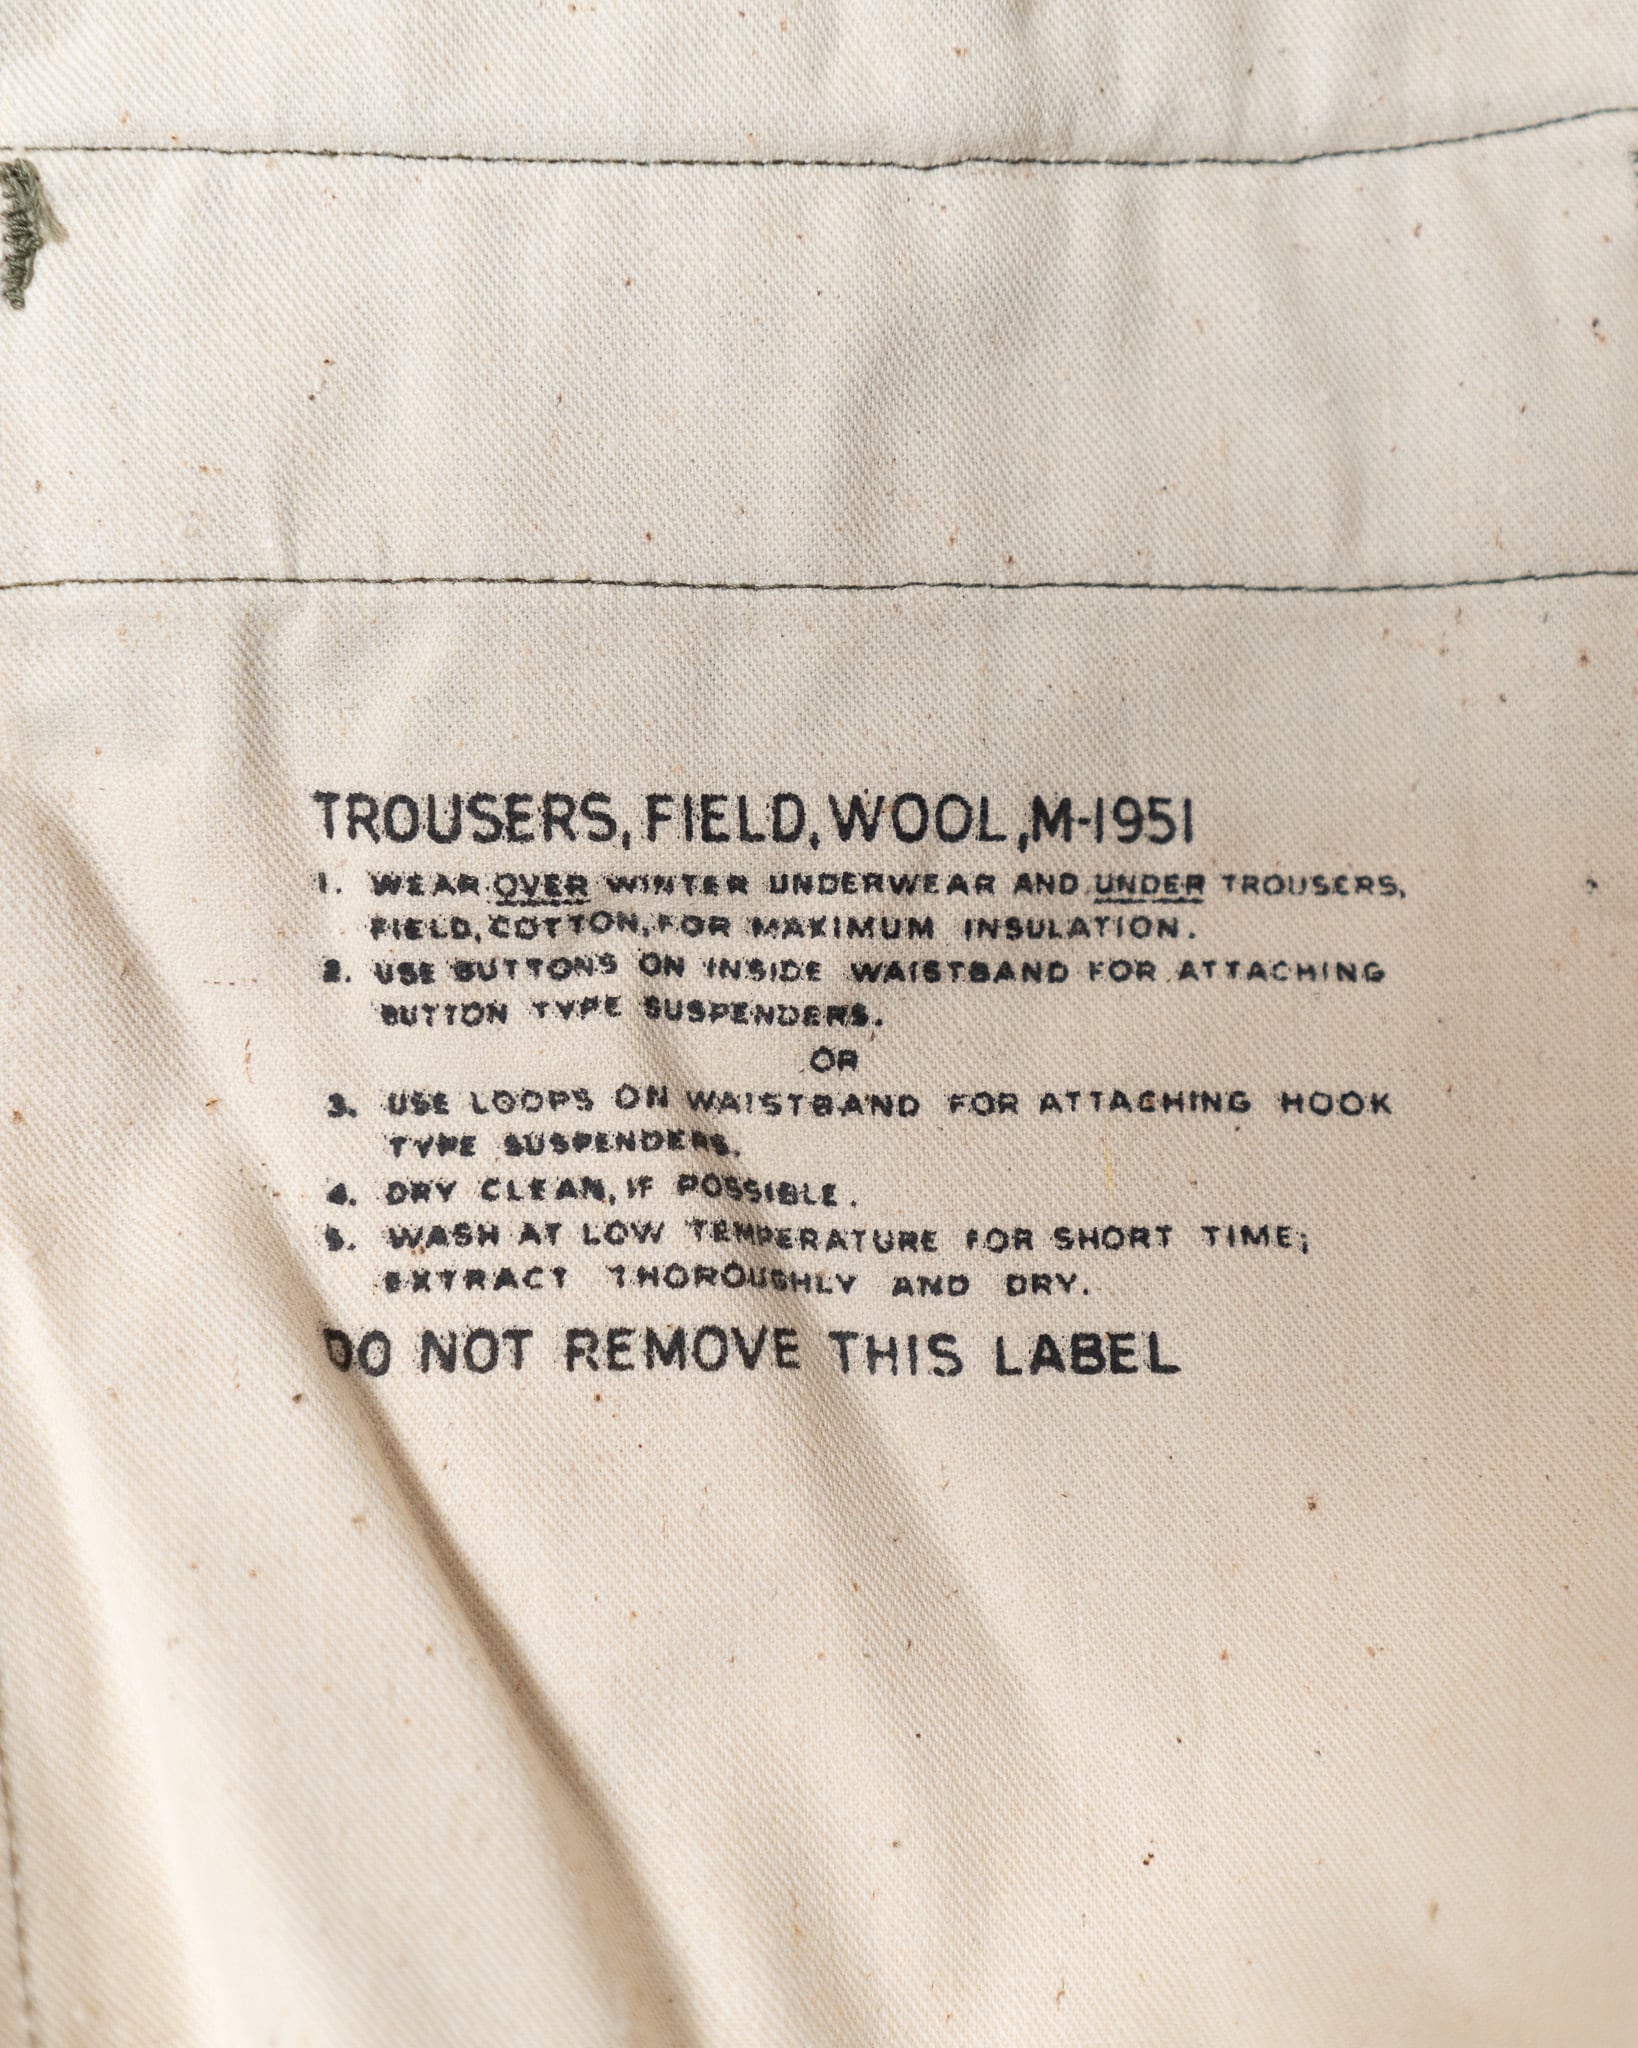 TROUSERS, FIELD, WOOL, M-1951
1. WEAR OVER WINTER UNDERWEAR AND UNDER TROUSERS,
FIELD, COTTON, FOR MAXIMUM INSULATION.
2. USE BUTTONS ON INSIDE WAISTBAND FOR ATTACHING
BUTTON TYPE SUSPENDERS.
OR
3. USE LOOPS ON WAISTBAND FOR ATTACHING HOOK
TYPE SUSPENDERS.
4. DRY CLEAN, IF POSSIBLE.
5. WASH AT LOW TEMPERATURE FOR SHORT TIME;
EXTRACT THOROUGHLY AND DRY.
DO NOT REMOVE THIS LABEL